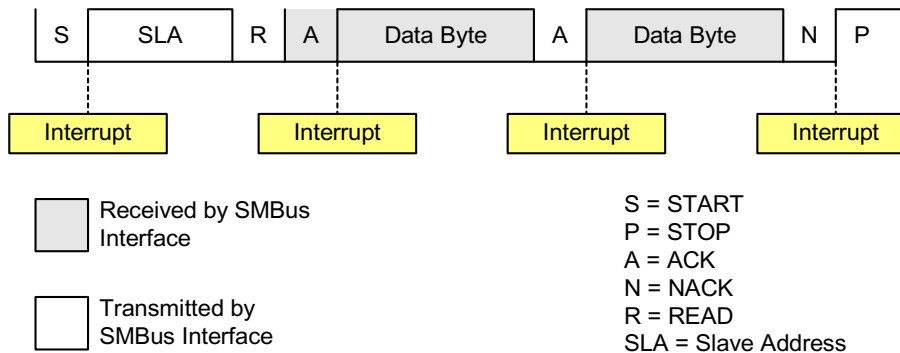 S SLA R A Data Byte A Data Byte N P
Interrupt Interrupt Interrupt Interrupt
Received by SMBus
Interface
Transmitted by
SMBus Interface
S = START
P = STOP
A = ACK
N = NACK
R = READ
SLA = Slave Address